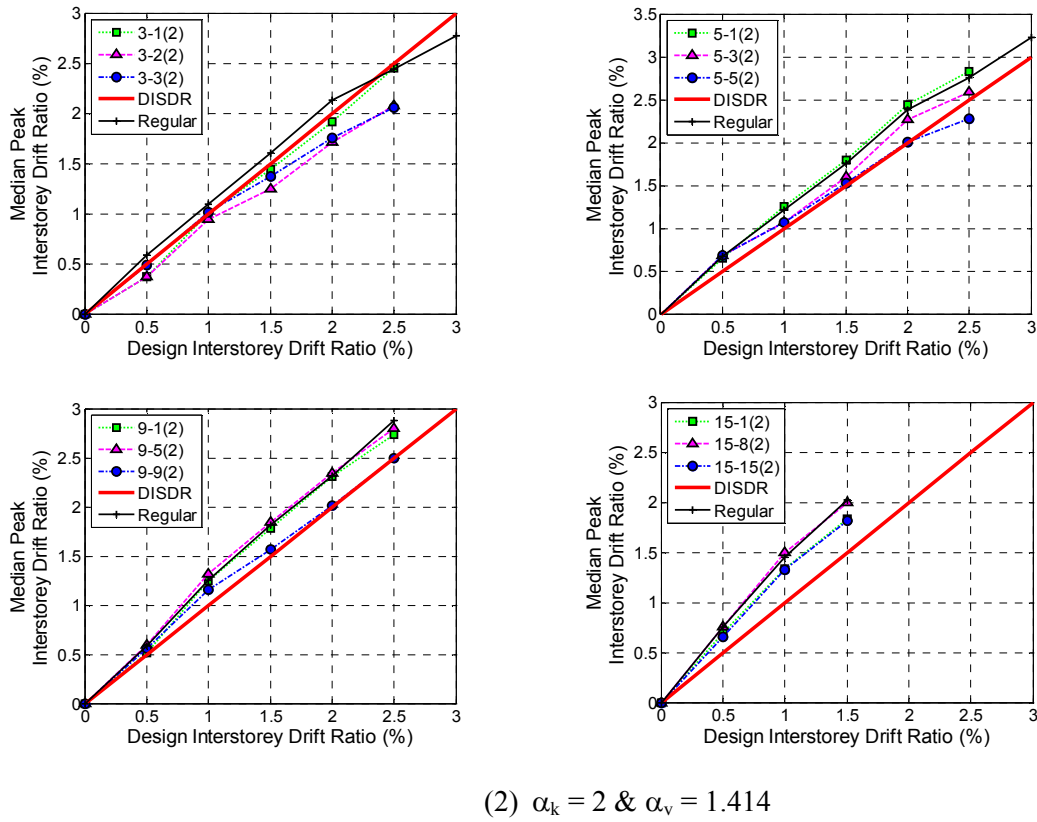 3
2.5
2
1.5
1
0.5
0
Median Peak
Interstorey Drift Ratio (%)
3-1(2)
3-2(2)
3-3(2)
DISDR
Regular
0 0.5 1 1.5 2 2.5 3
Design Interstorey Drift Ratio (%)
3.5
3
2.5
2
1.5
1
0.5
0
Median Peak
Interstorey Drift Ratio (%)
5-1(2)
5-3(2)
5-5(2)
DISDR
Regular
0 0.5 1 1.5 2 2.5 3
Design Interstorey Drift Ratio (%)
3
2.5
2
1.5
1
0.5
0
Median Peak
Interstorey Drift Ratio (%)
9-1(2)
9-5(2)
9-9(2)
DISDR
Regular
0 0.5 1 1.5 2 2.5 3
Design Interstorey Drift Ratio (%)
3
2.5
2
1.5
1
0.5
0
Median Peak
Interstorey Drift Ratio (%)
15-1(2)
15-8(2)
15-15(2)
DISDR
Regular
0 0.5 1 1.5 2 2.5 3
Design Interstorey Drift Ratio (%)
(2) αk = 2 & αv = 1.414